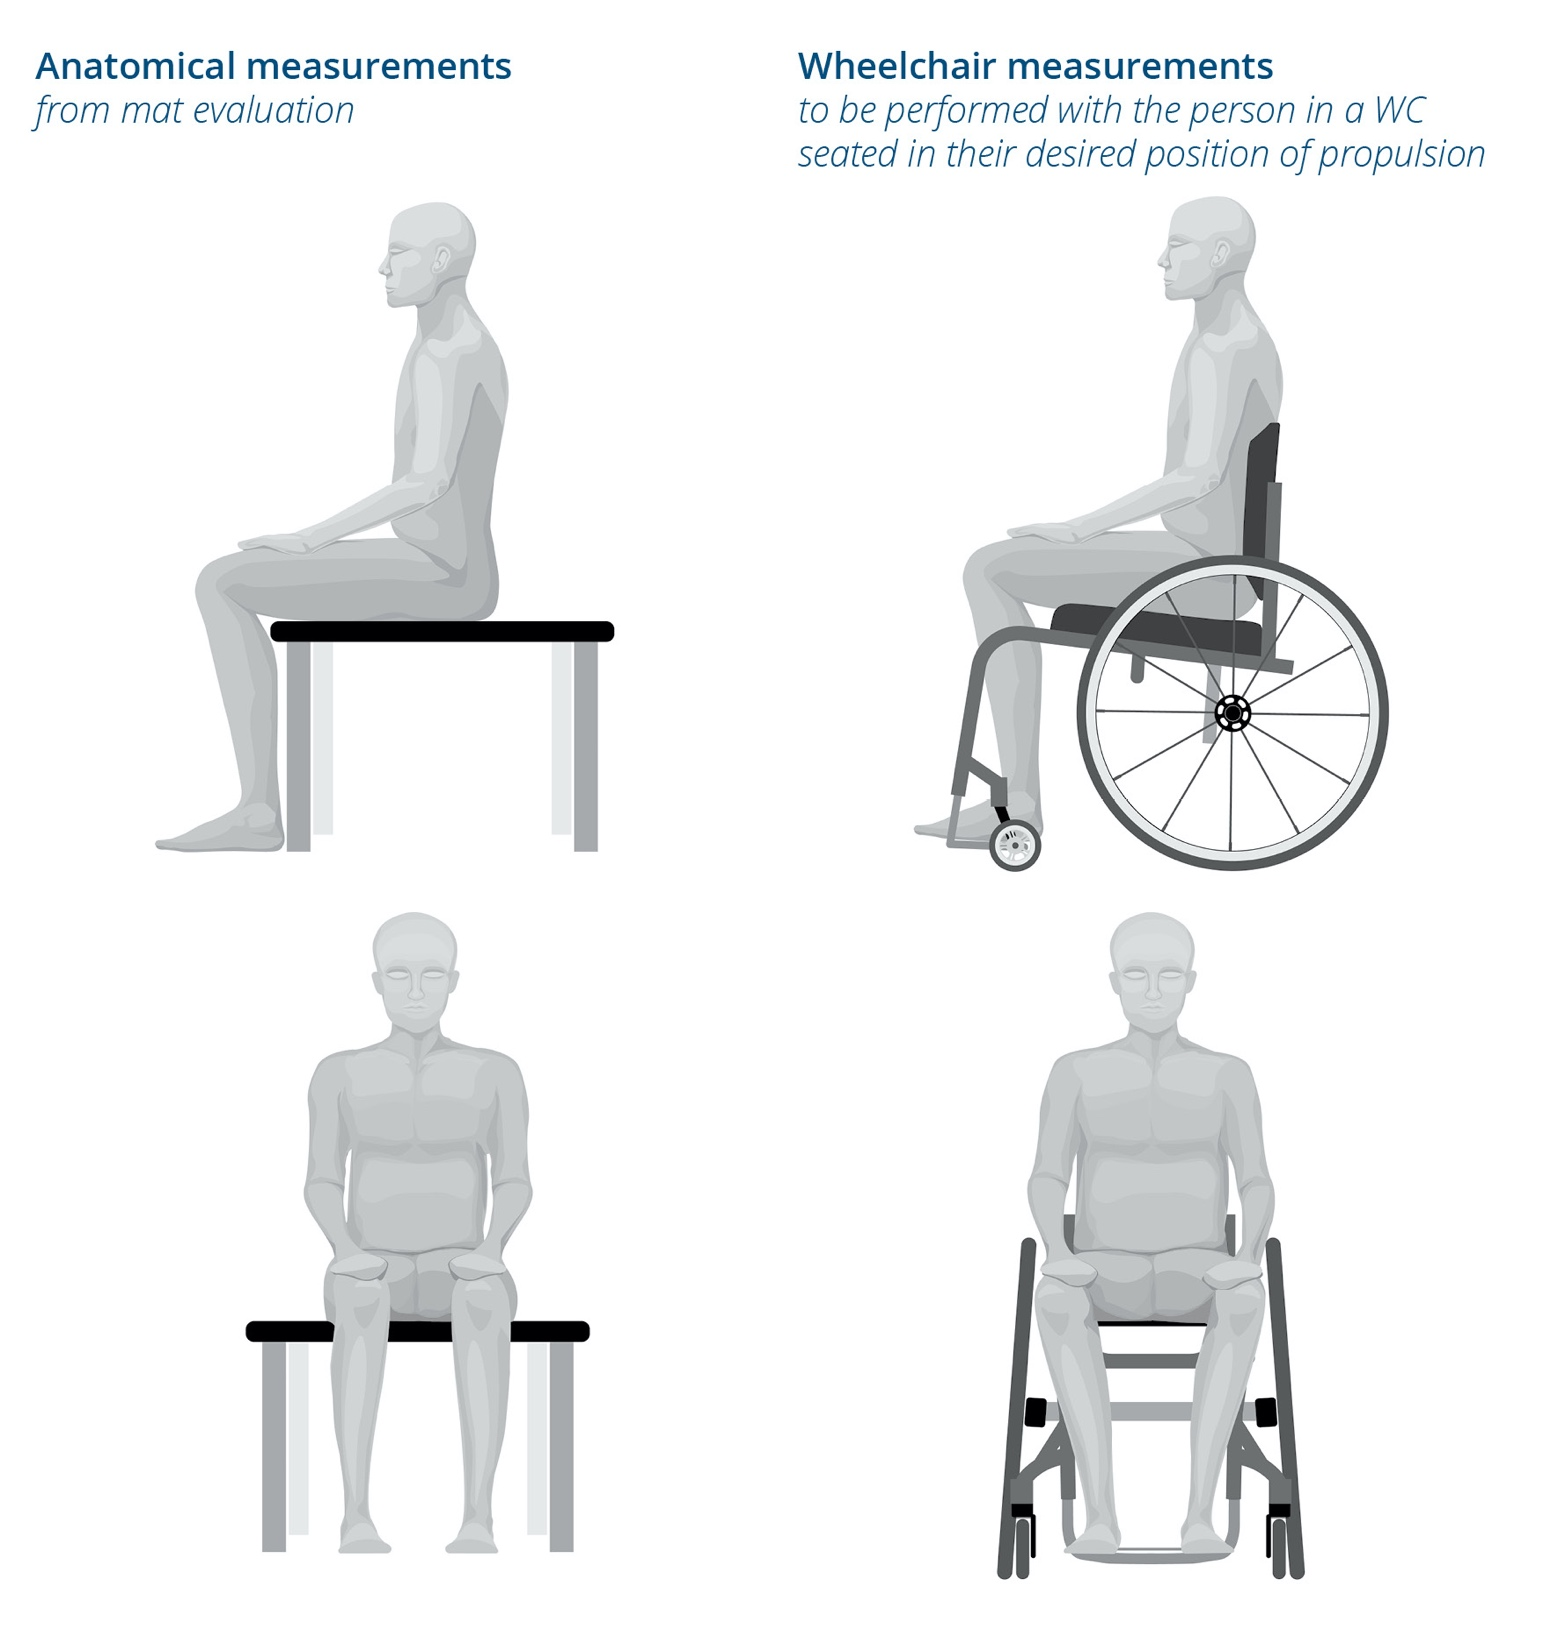 Anatomical measurements
from mat evaluation
Wheelchair measurements
to be performed with the person in a WC
seated in their desired position of propulsion